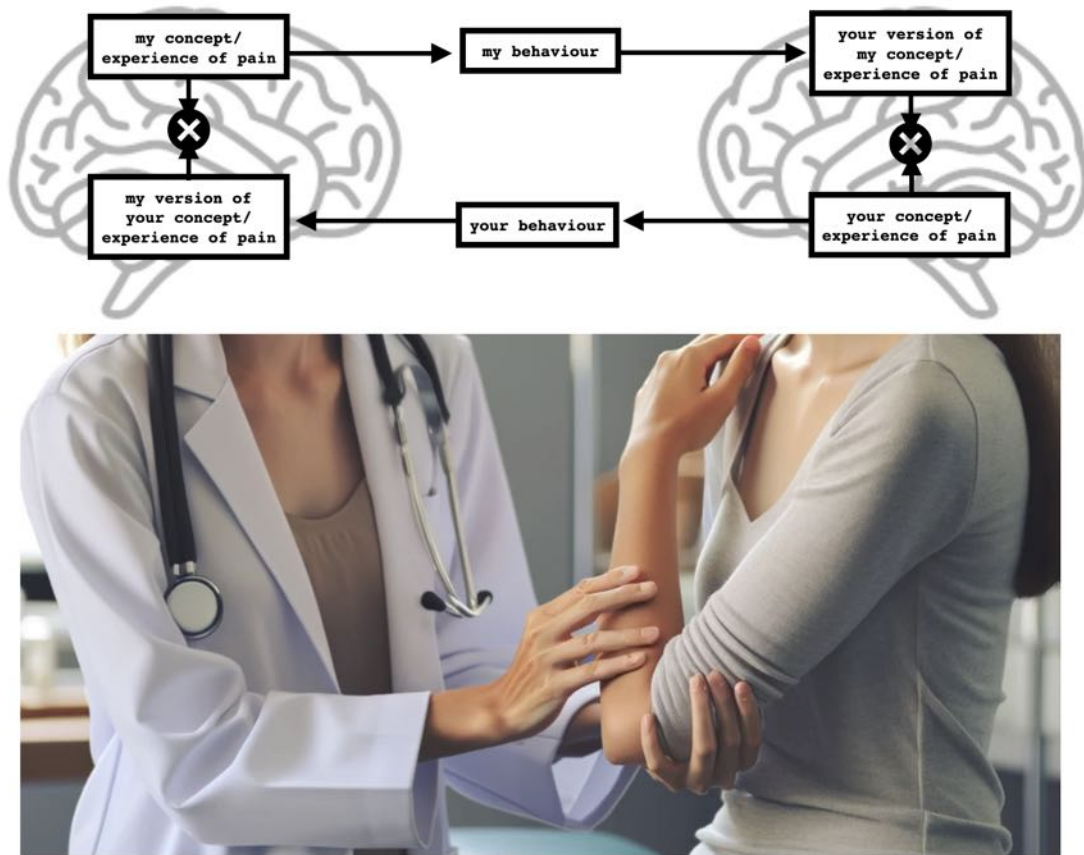 my concept/
experience of pain
my behaviour
your version of
my concept/
experience of pain
my version of
your concept/
experience of pain
your behaviour
your concept/
experience of pain